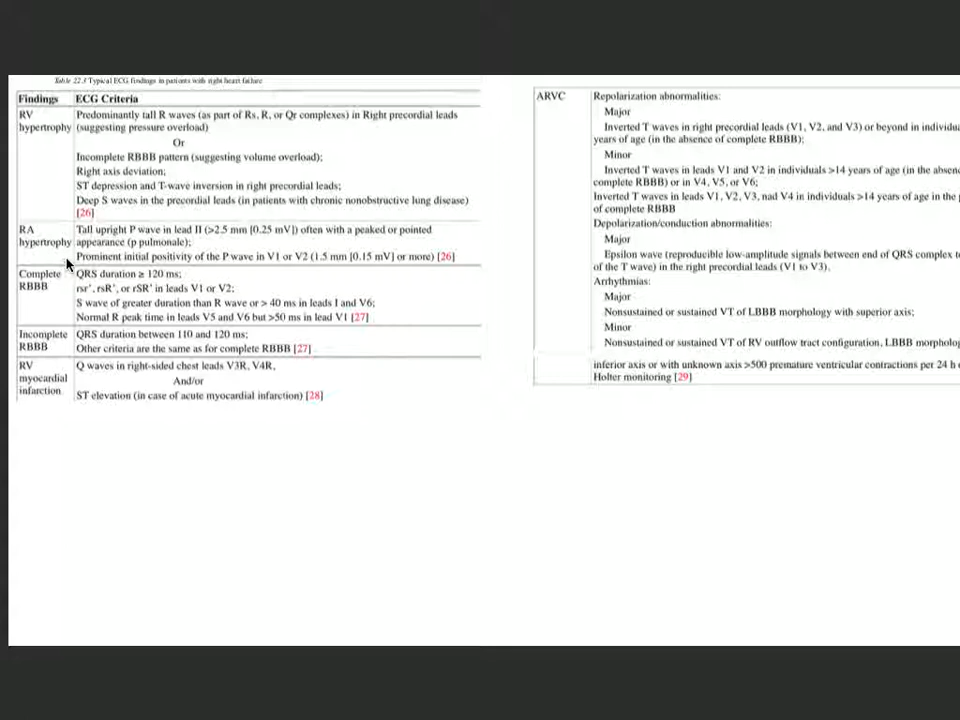 Table 22.3 Typical ECG findings in patients with right heart failure
Findings ECG Criteria
RV hypertrophy
Predominantly tall R waves (as part of Rs, R, or Qr complexes) in Right precordial leads
(suggesting pressure overload)
Or
Incomplete RBBB pattern (suggesting volume overload);
Right axis deviation;
ST depression and T-wave inversion in right precordial leads;
Deep S waves in the precordial leads (in patients with chronic nonobstructive lung disease)
[26]
RA hypertrophy
Tall upright P wave in lead II (>2.5 mm [0.25 mV]) often with a peaked or pointed
appearance (p pulmonale);
Prominent initial positivity of the P wave in V1 or V2 (1.5 mm [0.15 mV] or more) [26]
Complete RBBB
QRS duration ≥ 120 ms;
rsr', rsR', or rSR' in leads V1 or V2;
S wave of greater duration than R wave or > 40 ms in leads I and V6;
Normal R peak time in leads V5 and V6 but >50 ms in lead V1 [27]
Incomplete RBBB
QRS duration between 110 and 120 ms;
Other criteria are the same as for complete RBBB [27]
RV myocardial infarction
Q waves in right-sided chest leads V3R, V4R,
And/or
ST elevation (in case of acute myocardial infarction) [28]
ARVC Repolarization abnormalities:
Major
Inverted T waves in right precordial leads (V1, V2, and V3) or beyond in individua
years of age (in the absence of complete RBBB);
Minor
Inverted T waves in leads V1 and V2 in individuals >14 years of age (in the absenc
complete RBBB) or in V4, V5, or V6;
Inverted T waves in leads V1, V2, V3, nad V4 in individuals >14 years of age in the p
of complete RBBB
Depolarization/conduction abnormalities:
Major
Epsilon wave (reproducible low-amplitude signals between end of QRS complex t
of the T wave) in the right precordial leads (V1 to V3).
Arrhythmias:
Major
Nonsustained or sustained VT of LBBB morphology with superior axis;
Minor
Nonsustained or sustained VT of RV outflow tract configuration, LBBB morpholog
inferior axis or with unknown axis >500 premature ventricular contractions per 24 h
Holter monitoring [29]